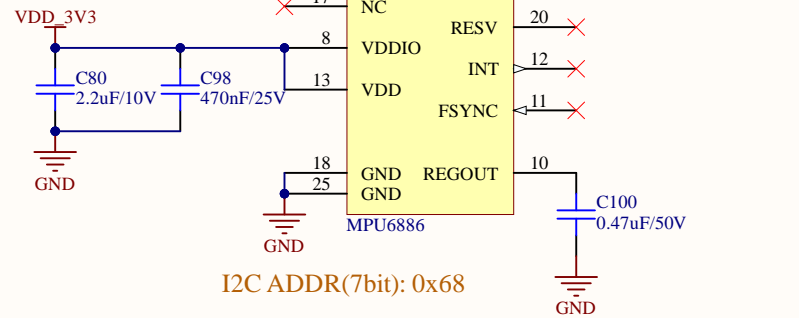 17
NC
VDD_3V3
8
VDDIO
RESV
20
INT
12
C80
2.2uF/10V
C98
470nF/25V
13
VDD
FSYNC
11
GND
18
GND
25
GND
REGOUT
10
GND
MPU6886
C100
0.47uF/50V
I2C ADDR(7bit): 0x68
GND